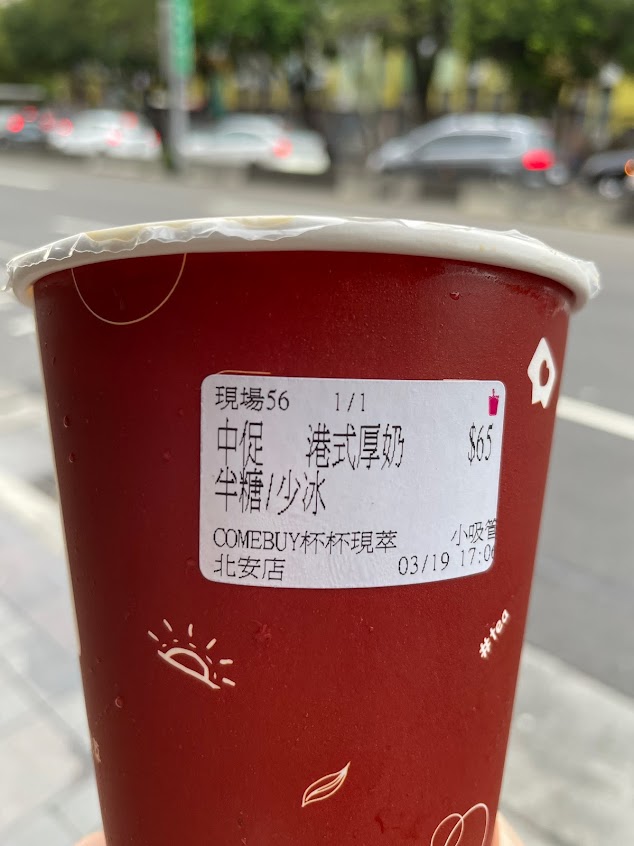 現場56 1/1
中促 港式厚奶 $65
半糖/少冰
COMEBUY杯杯現萃 小吸管
北安店 03/19 17:06
#tea